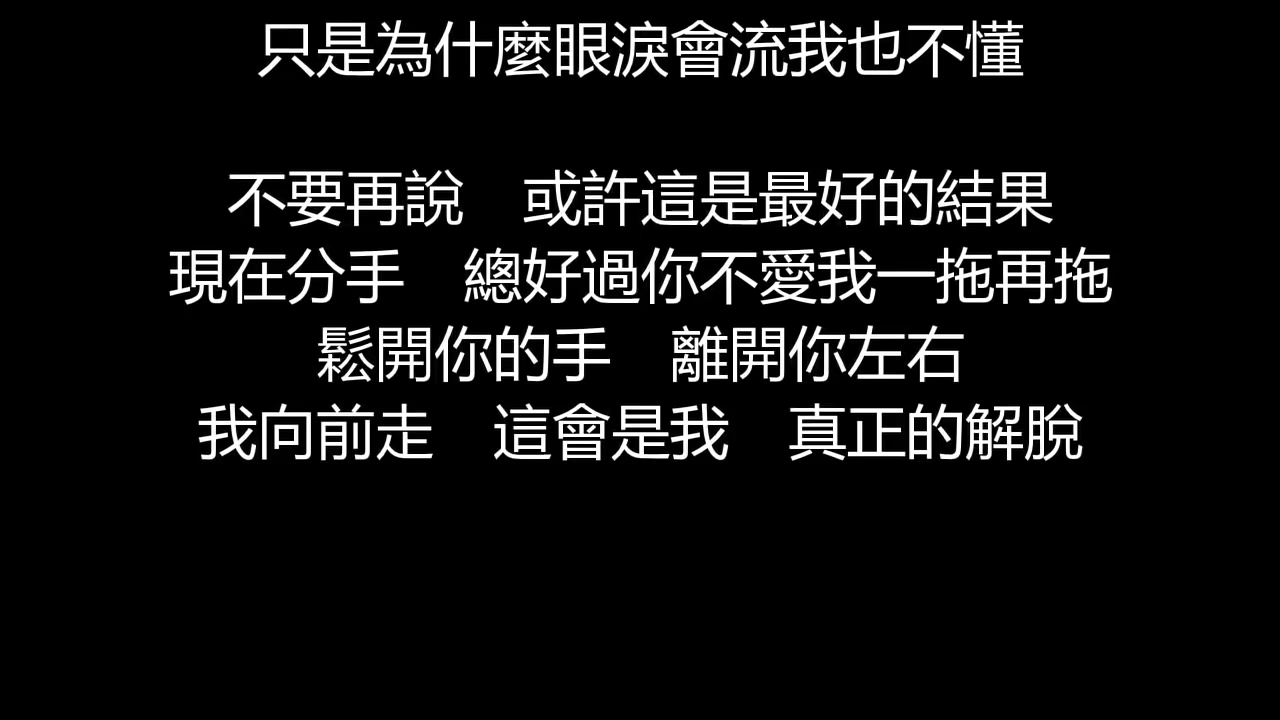 只是為什麼眼淚會流我也不懂
不要再說　或許這是最好的結果
現在分手　總好過你不愛我一拖再拖
鬆開你的手　離開你左右
我向前走　這會是我　真正的解脫